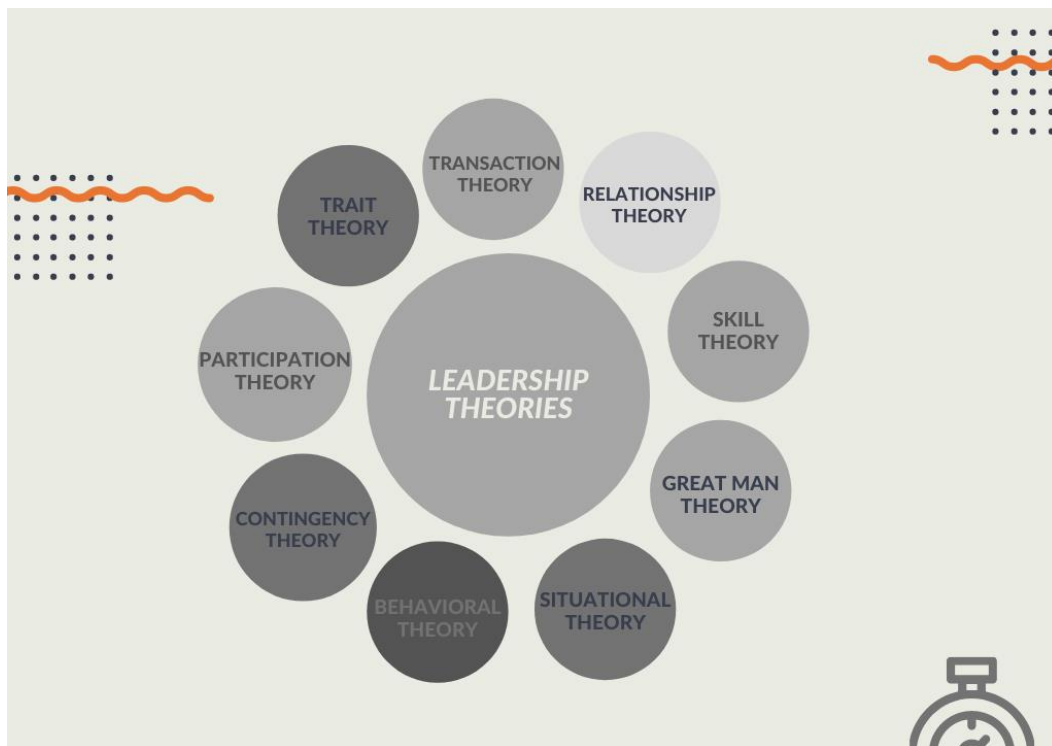 TRANSACTION
THEORY
RELATIONSHIP
THEORY
SKILL
THEORY
GREAT MAN
THEORY
SITUATIONAL
THEORY
BEHAVIORAL
THEORY
CONTINGENCY
THEORY
PARTICIPATION
THEORY
TRAIT
THEORY
LEADERSHIP
THEORIES